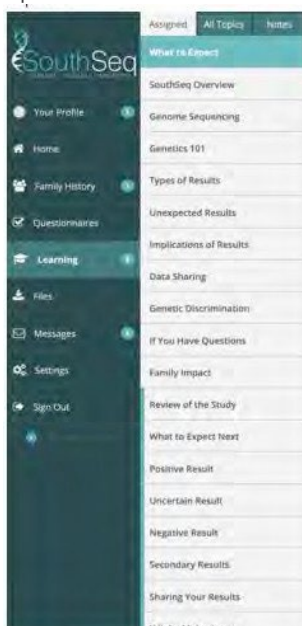 SouthSeq
Your Profile
Home
Family History
Questionnaires
Learning
Files
Messages
Settings
Sign Out
Assigned
All Topics
Notes
What to Expect
SouthSeq Overview
Genome Sequencing
Genetics 101
Types of Results
Unexpected Results
Implications of Results
Data Sharing
Genetic Discrimination
If You Have Questions
Family Impact
Review of the Study
What to Expect Next
Positive Result
Uncertain Result
Negative Result
Secondary Results
Sharing Your Results